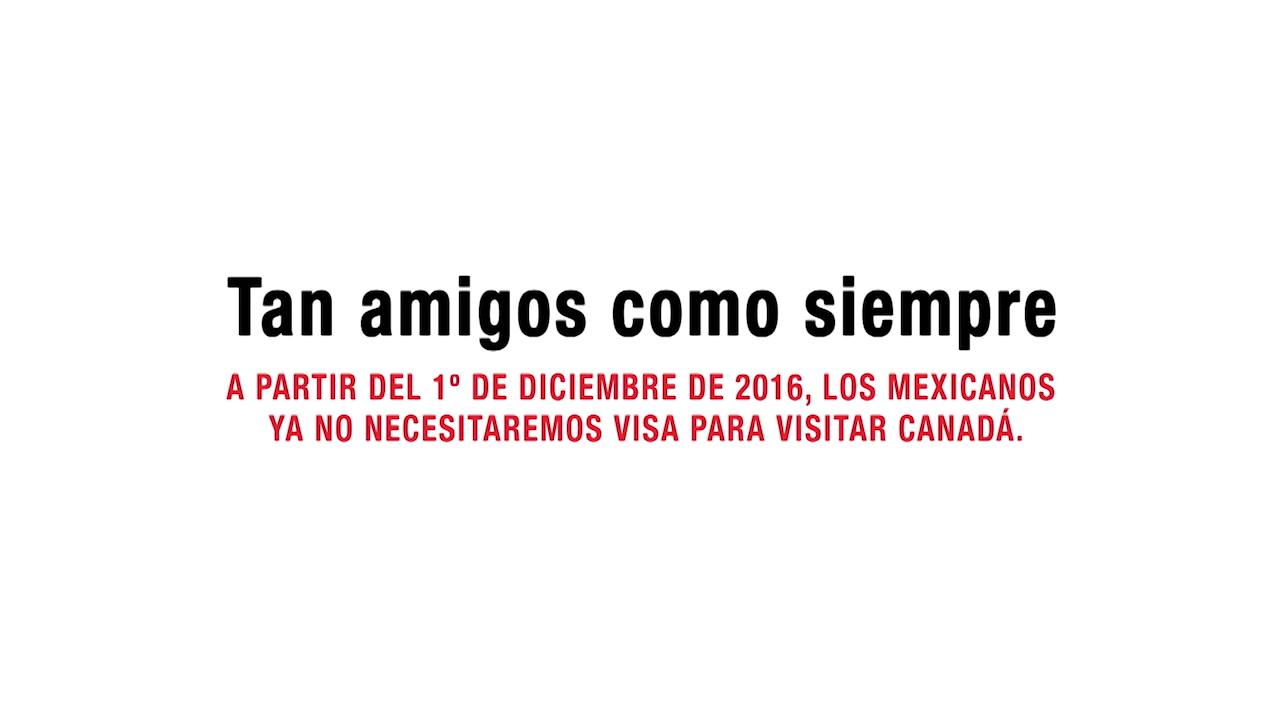 Tan amigos como siempre
A PARTIR DEL 1º DE DICIEMBRE DE 2016, LOS MEXICANOS
YA NO NECESITAREMOS VISA PARA VISITAR CANADÁ.